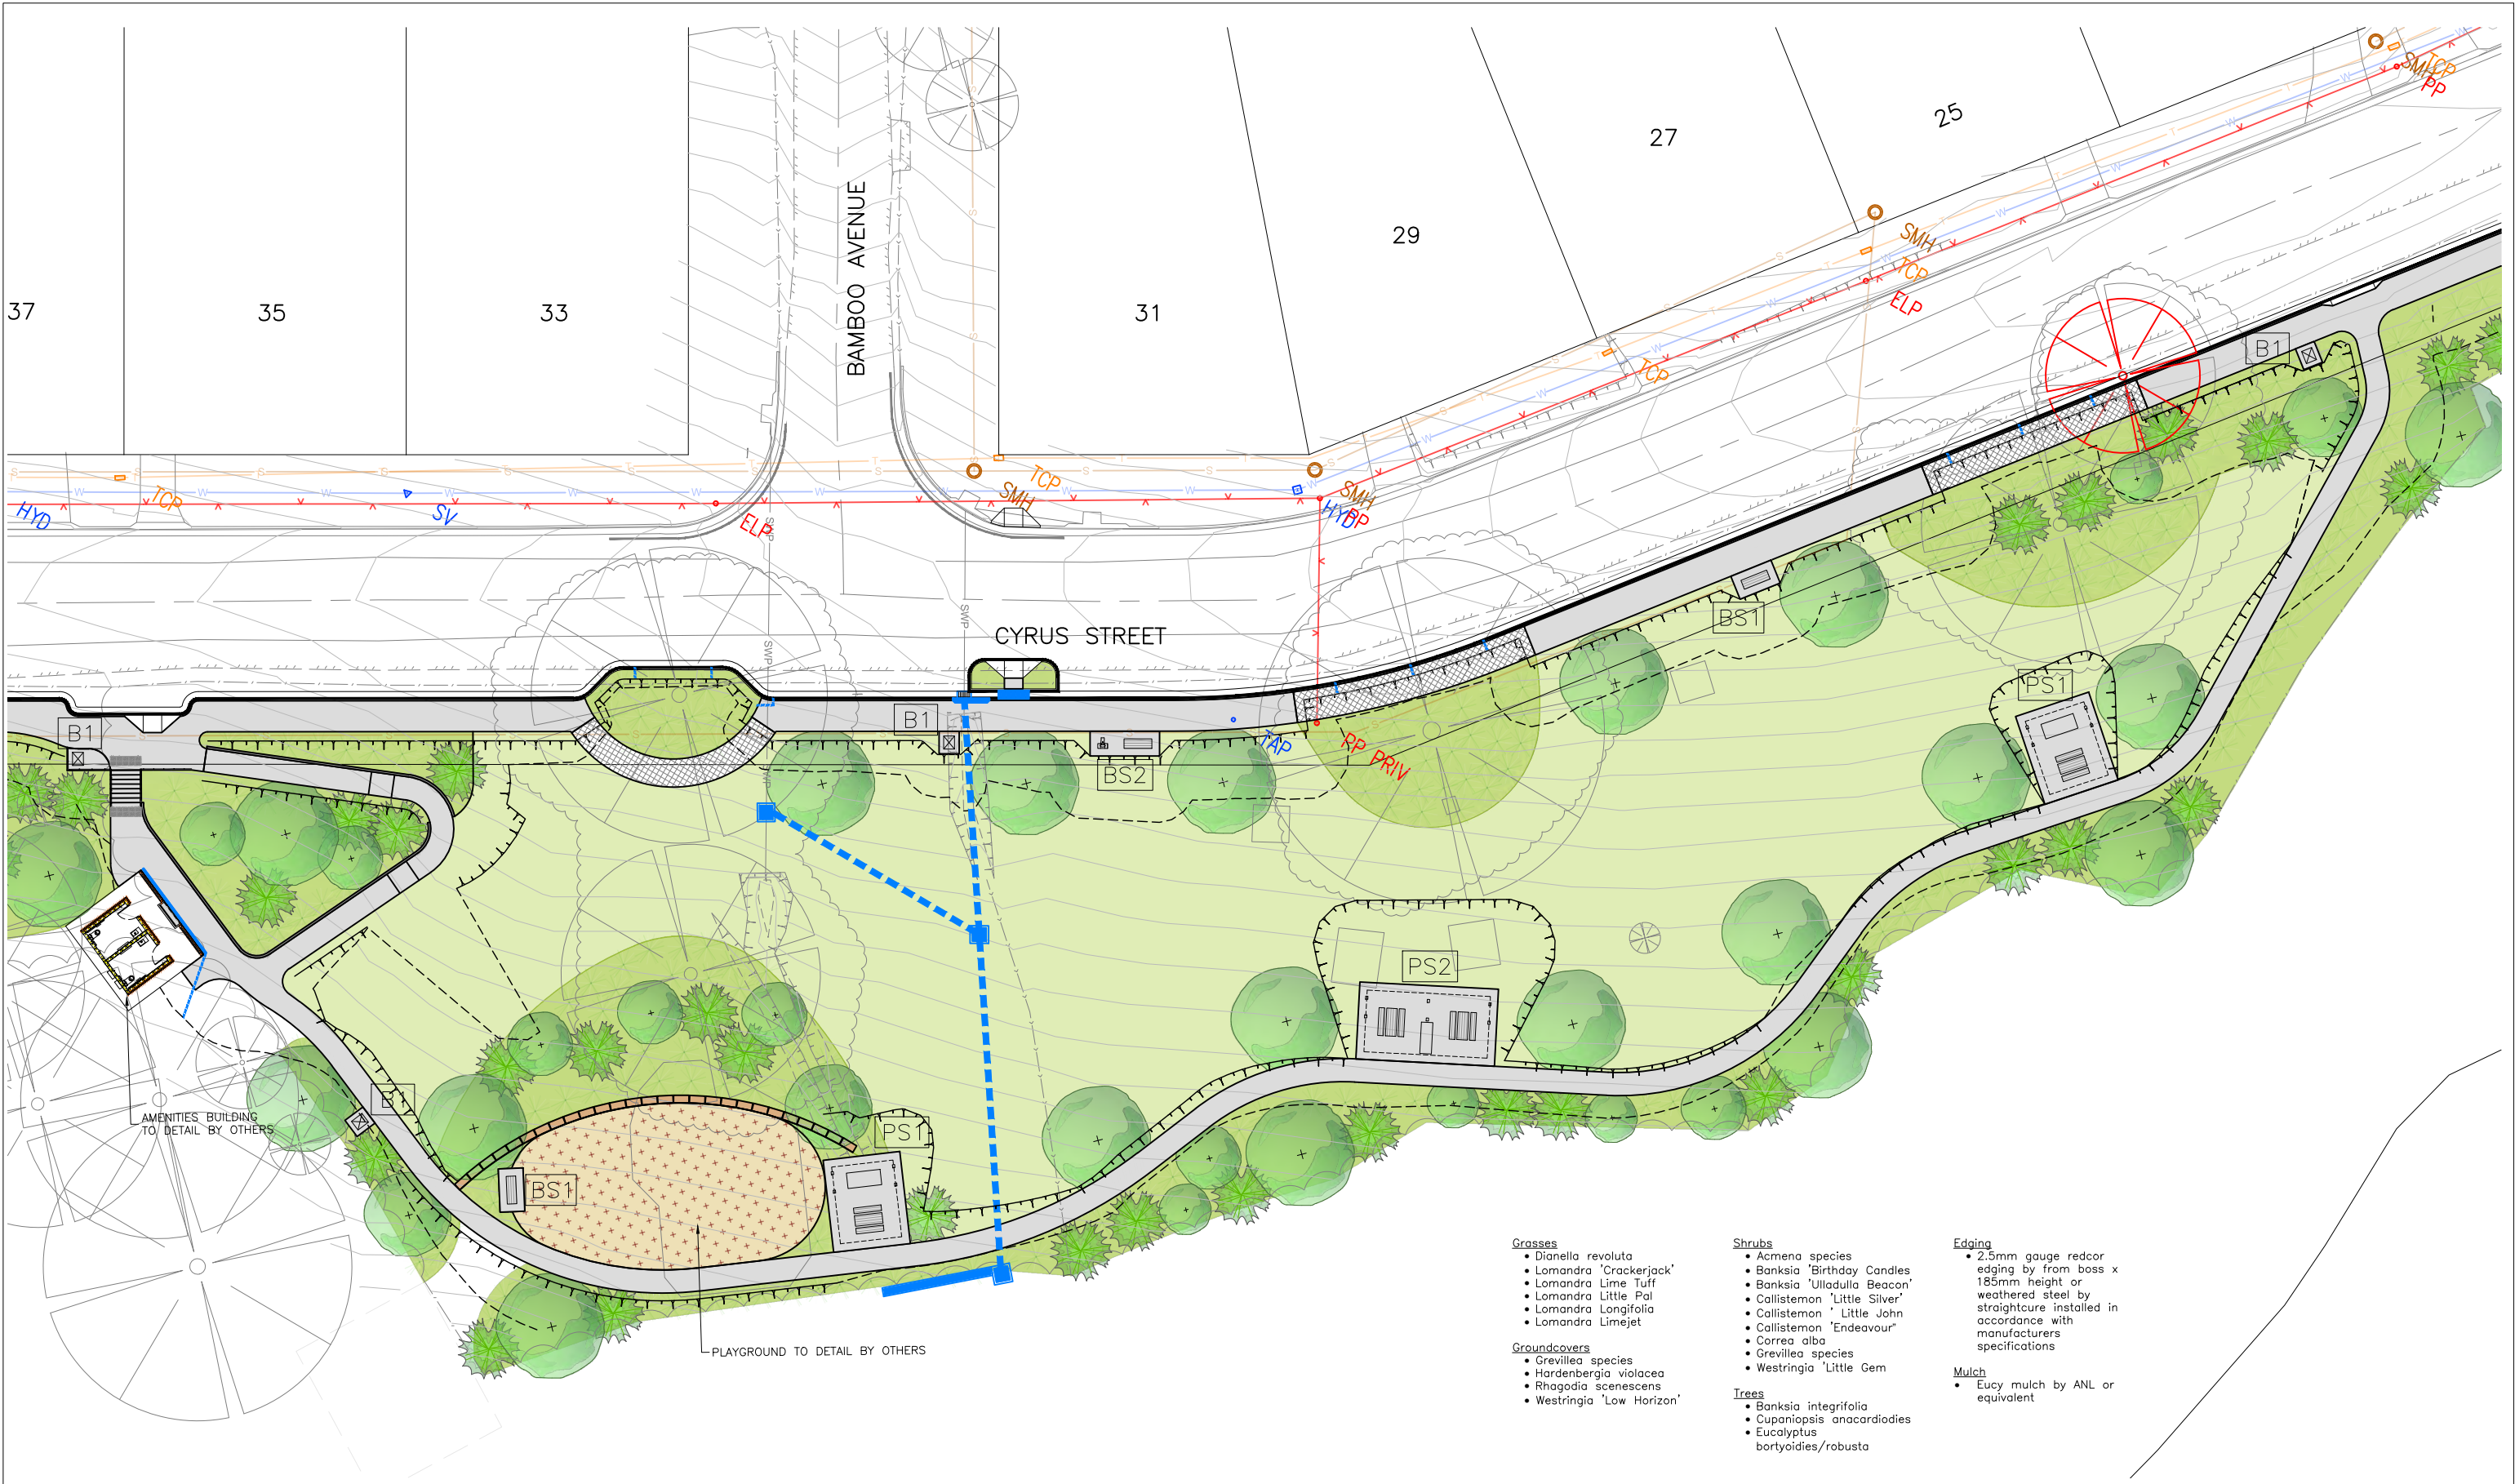 37
35
33
BAMBOO AVENUE
31
29
27
25
SMH
TCP
PP
SMH
TCP
ELP
TCP
HYD
TCP
SV
ELP
TCP
SMH
SMH
HYD
PP
SWP
SWP
SWP
CYRUS STREET
B1
B1
B1
BS1
BS2
TAP
RP PRIV
PS1
PS2
B1
AMENITIES BUILDING
TO DETAIL BY OTHERS
PS1
BS1
PLAYGROUND TO DETAIL BY OTHERS
Grasses
• Dianella revoluta
• Lomandra 'Crackerjack'
• Lomandra Lime Tuff
• Lomandra Little Pal
• Lomandra Longifolia
• Lomandra Limejet
Groundcovers
• Grevillea species
• Hardenbergia violacea
• Rhagodia scenescens
• Westringia 'Low Horizon'
Shrubs
• Acmena species
• Banksia 'Birthday Candles
• Banksia 'Ulladulla Beacon'
• Callistemon 'Little Silver'
• Callistemon ' Little John
• Callistemon 'Endeavour"
• Correa alba
• Grevillea species
• Westringia 'Little Gem
Trees
• Banksia integrifolia
• Cupaniopsis anacardiodies
• Eucalyptus
bortyoidies/robusta
Edging
• 2.5mm gauge redcor
edging by from boss x
185mm height or
weathered steel by
straightcure installed in
accordance with
manufacturers
specifications
Mulch
• Eucy mulch by ANL or
equivalent